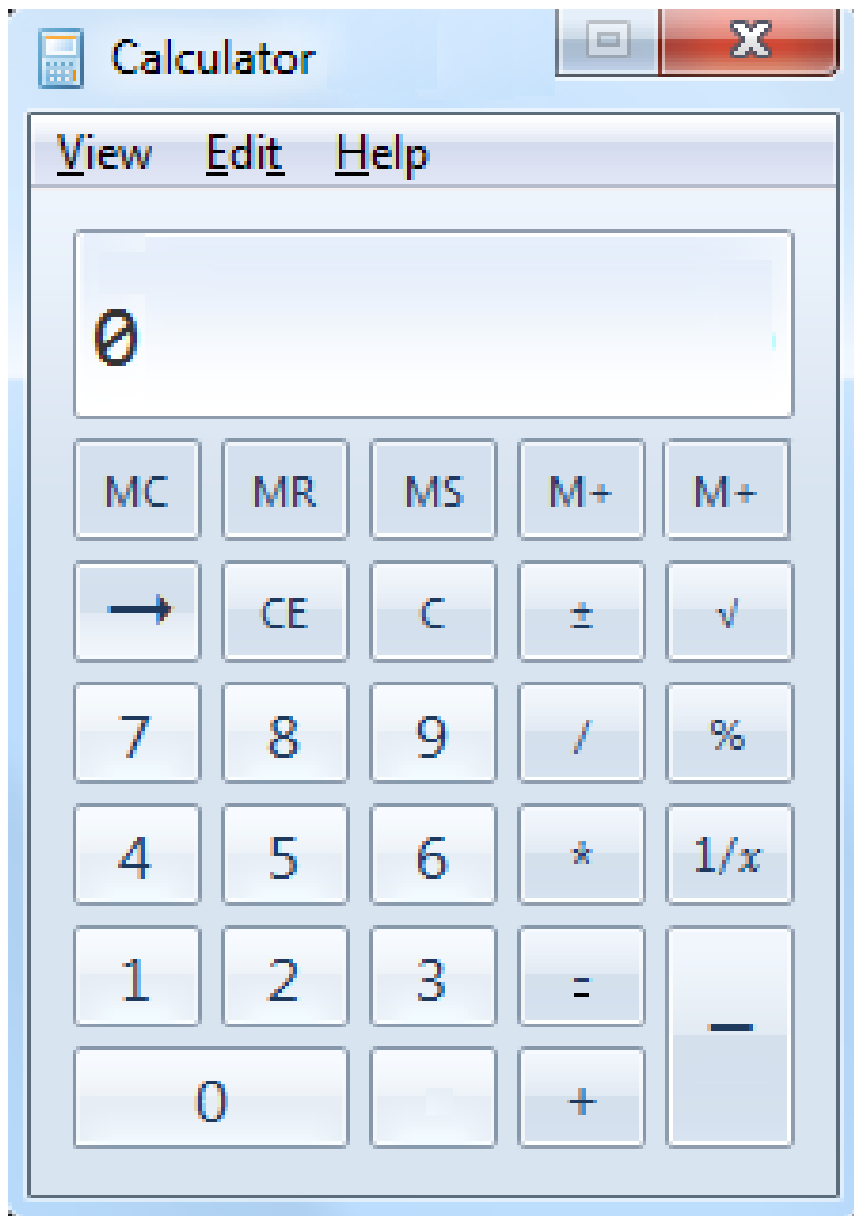 Calculator
View Edit Help
0
MC MR MS M+ M+
→ CE C ± √
7 8 9 / %
4 5 6 * 1/x
1 2 3 =
−
0 +